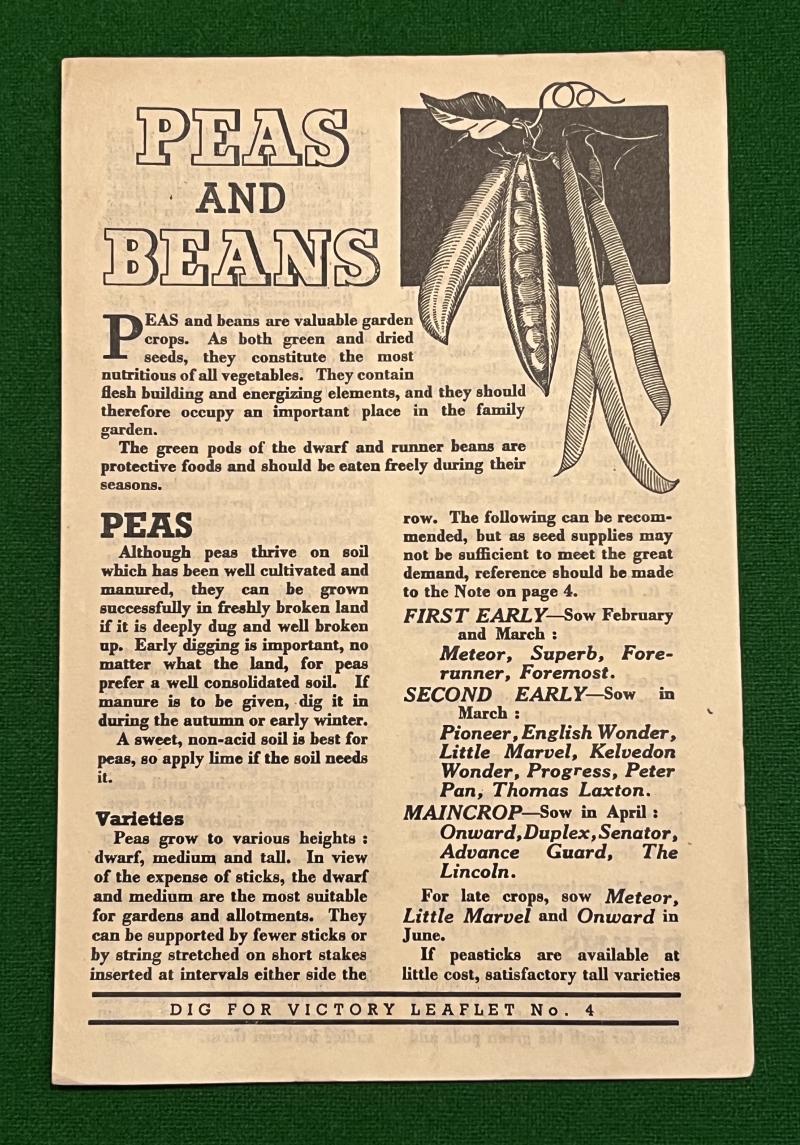 PEAS
AND
BEANS
PEAS and beans are valuable garden
crops. As both green and dried
seeds, they constitute the most
nutritious of all vegetables. They contain
flesh building and energizing elements, and they should
therefore occupy an important place in the family
garden.
The green pods of the dwarf and runner beans are
protective foods and should be eaten freely during their
seasons.
PEAS
Although peas thrive on soil
which has been well cultivated and
manured, they can be grown
successfully in freshly broken land
if it is deeply dug and well broken
up. Early digging is important, no
matter what the land, for peas
prefer a well consolidated soil. If
manure is to be given, dig it in
during the autumn or early winter.
A sweet, non-acid soil is best for
peas, so apply lime if the soil needs
it.
Varieties
Peas grow to various heights :
dwarf, medium and tall. In view
of the expense of sticks, the dwarf
and medium are the most suitable
for gardens and allotments. They
can be supported by fewer sticks or
by string stretched on short stakes
inserted at intervals either side the
row. The following can be recom-
mended, but as seed supplies may
not be sufficient to meet the great
demand, reference should be made
to the Note on page 4.
FIRST EARLY—Sow February
and March :
Meteor, Superb, Fore-
runner, Foremost.
SECOND EARLY—Sow in
March :
Pioneer, English Wonder,
Little Marvel, Kelvedon
Wonder, Progress, Peter
Pan, Thomas Laxton.
MAINCROP—Sow in April :
Onward, Duplex, Senator,
Advance Guard, The
Lincoln.
For late crops, sow Meteor,
Little Marvel and Onward in
June.
If peasticks are available at
little cost, satisfactory tall varieties
DIG FOR VICTORY LEAFLET No. 4